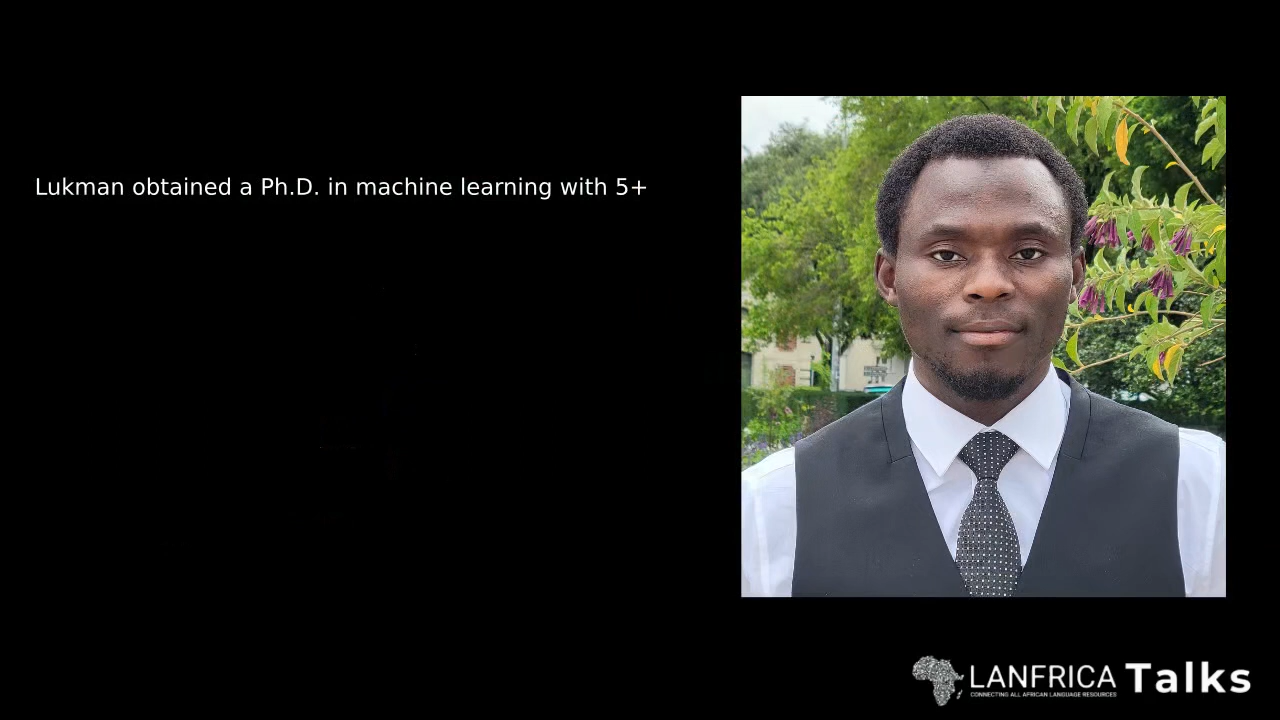 Lukman obtained a Ph.D. in machine learning with 5+
LANFRICA Talks
CONNECTING ALL AFRICAN LANGUAGE RESOURCES